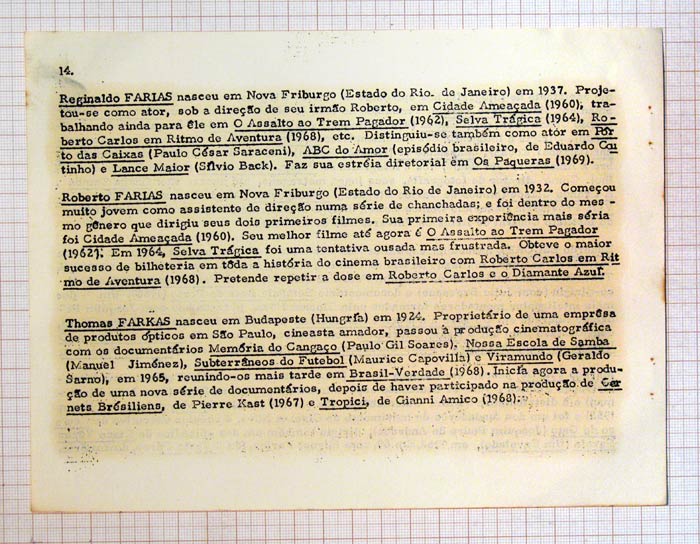 14.
Reginaldo FARIAS nasceu em Nova Friburgo (Estado do Rio de Janeiro) em 1937. Proje-
tou-se como ator, sob a direção de seu irmão Roberto, em Cidade Ameaçada (1960), tra-
balhando ainda para êle em O Assalto ao Trem Pagador (1962), Selva Trágica (1964), Ro-
berto Carlos em Ritmo de Aventura (1968), etc. Distinguiu-se também como ator em Pôr
to das Caixas (Paulo César Saraceni), ABC do Amor (episódio brasileiro, de Eduardo Cou
tinho) e Lance Maior (Sílvio Back). Faz sua estréia diretorial em Os Paqueras (1969).
Roberto FARIAS nasceu em Nova Friburgo (Estado do Rio de Janeiro) em 1932. Começou
muito jovem como assistente de direção numa série de chanchadas; e foi dentro do mes-
mo gênero que dirigiu seus dois primeiros filmes. Sua primeira experiência mais séria
foi Cidade Ameaçada (1960). Seu melhor filme até agora é O Assalto ao Trem Pagador
(1962). Em 1964, Selva Trágica foi uma tentativa ousada mas frustrada. Obteve o maior
sucesso de bilheteria em tôda a história do cinema brasileiro com Roberto Carlos em Rit
mo de Aventura (1968). Pretende repetir a dose em Roberto Carlos e o Diamante Azul.
Thomas FARKAS nasceu em Budapeste (Hungria) em 1924. Proprietário de uma emprêsa
de produtos ópticos em São Paulo, cineasta amador, passou à produção cinematográfica
com os documentários Memória do Cangaço (Paulo Gil Soares), Nossa Escola de Samba
(Manuel Jiménez), Subterrâneos do Futebol (Maurice Capovilla) e Viramundo (Geraldo
Sarno), em 1965, reunindo-os mais tarde em Brasil-Verdade (1968). Inicia agora a produ-
ção de uma nova série de documentários, depois de haver participado na produção de Car
nets Brésiliens, de Pierre Kast (1967) e Tropici, de Gianni Amico (1968).